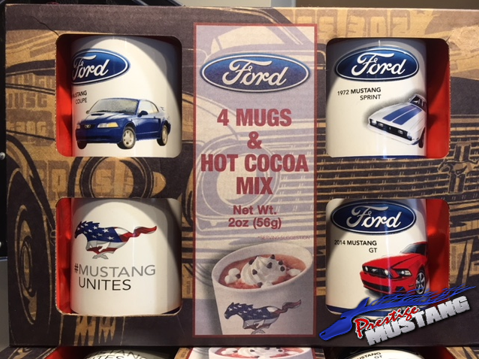 Ford
MUSTANG
COUPE
Ford
4 MUGS
&
HOT COCOA
MIX
Net Wt.
2oz (56g)
Ford
1972 MUSTANG
SPRINT
#MUSTANG
UNITES
Ford
2014 MUSTANG
GT
Prestige
MUSTANG